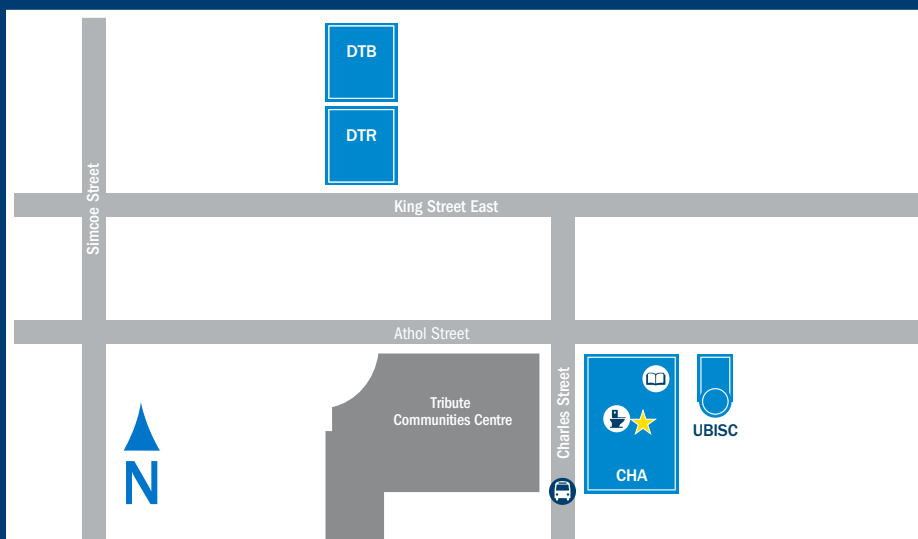 DTB
DTR
Simcoe Street
King Street East
Athol Street
Tribute
Communities Centre
Charles Street
UBISC
CHA
N